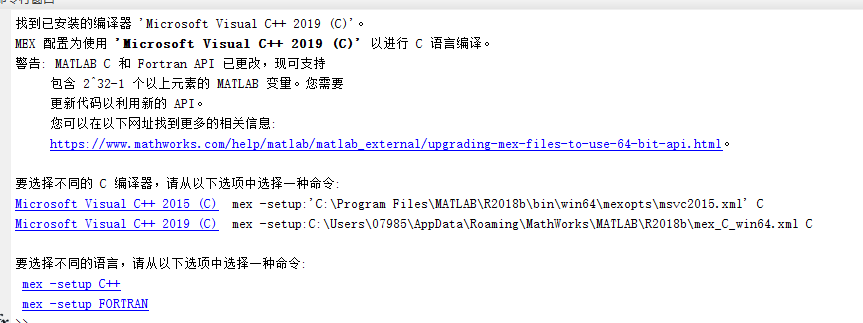 找到已安装的编译器 'Microsoft Visual C++ 2019 (C)'。
MEX 配置为使用 'Microsoft Visual C++ 2019 (C)' 以进行 C 语言编译。
警告: MATLAB C 和 Fortran API 已更改，现可支持
包含 2^32-1 个以上元素的 MATLAB 变量。您需要
更新代码以利用新的 API。
您可以在以下网址找到更多的相关信息:
https://www.mathworks.com/help/matlab/matlab_external/upgrading-mex-files-to-use-64-bit-api.html。
要选择不同的 C 编译器，请从以下选项中选择一种命令:
Microsoft Visual C++ 2015 (C) mex -setup:'C:\Program Files\MATLAB\R2018b\bin\win64\mexopts\msvc2015.xml' C
Microsoft Visual C++ 2019 (C) mex -setup:C:\Users\07985\AppData\Roaming\MathWorks\MATLAB\R2018b\mex_C_win64.xml C
要选择不同的语言，请从以下选项中选择一种命令:
mex -setup C++
mex -setup FORTRAN